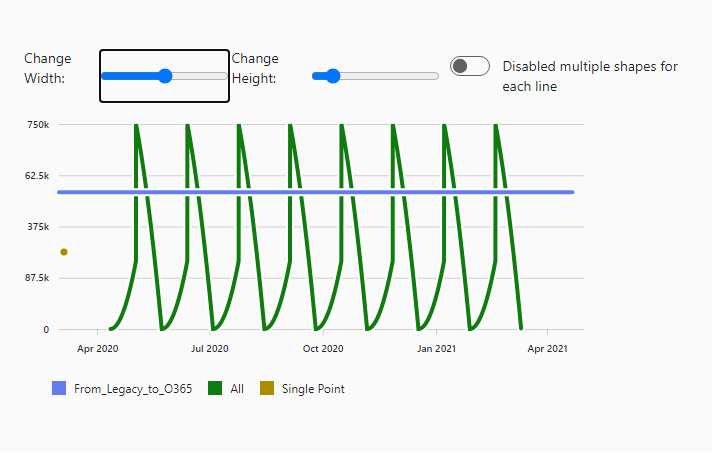 Change
Width:
Change
Height:
Disabled multiple shapes for
each line
750k
62.5k
375k
87.5k
0
Apr 2020
Jul 2020
Oct 2020
Jan 2021
Apr 2021
From_Legacy_to_O365
All
Single Point